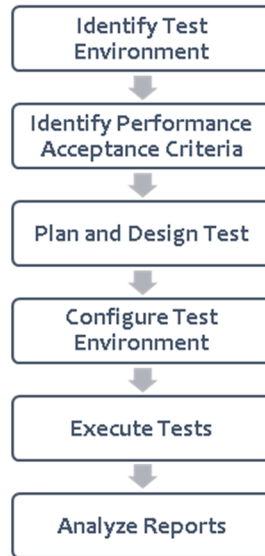 Identify Test
Environment
Identify Performance
Acceptance Criteria
Plan and Design Test
Configure Test
Environment
Execute Tests
Analyze Reports